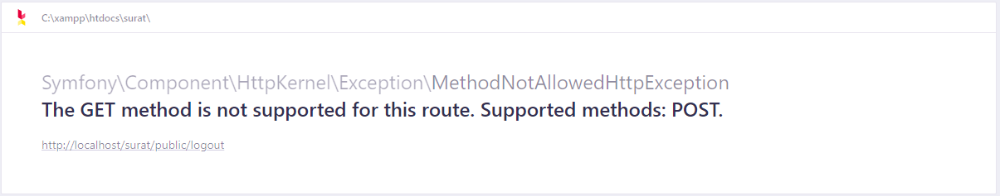 C:\xampp\htdocs\surat\
Symfony\Component\HttpKernel\Exception\MethodNotAllowedHttpException
The GET method is not supported for this route. Supported methods: POST.
http://localhost/surat/public/logout